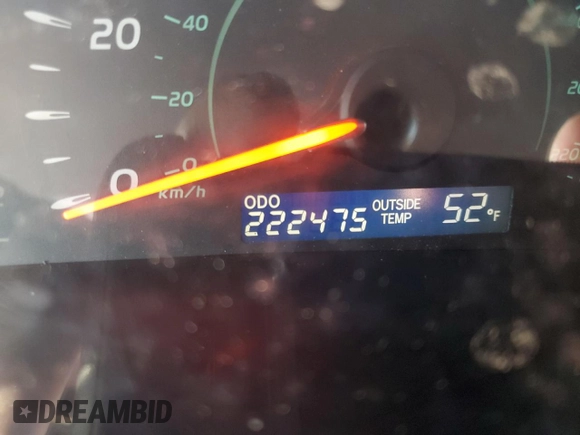 40
20
20
0
0
km/h
ODO
222475
OUTSIDE
TEMP
52°F
DREAMBID